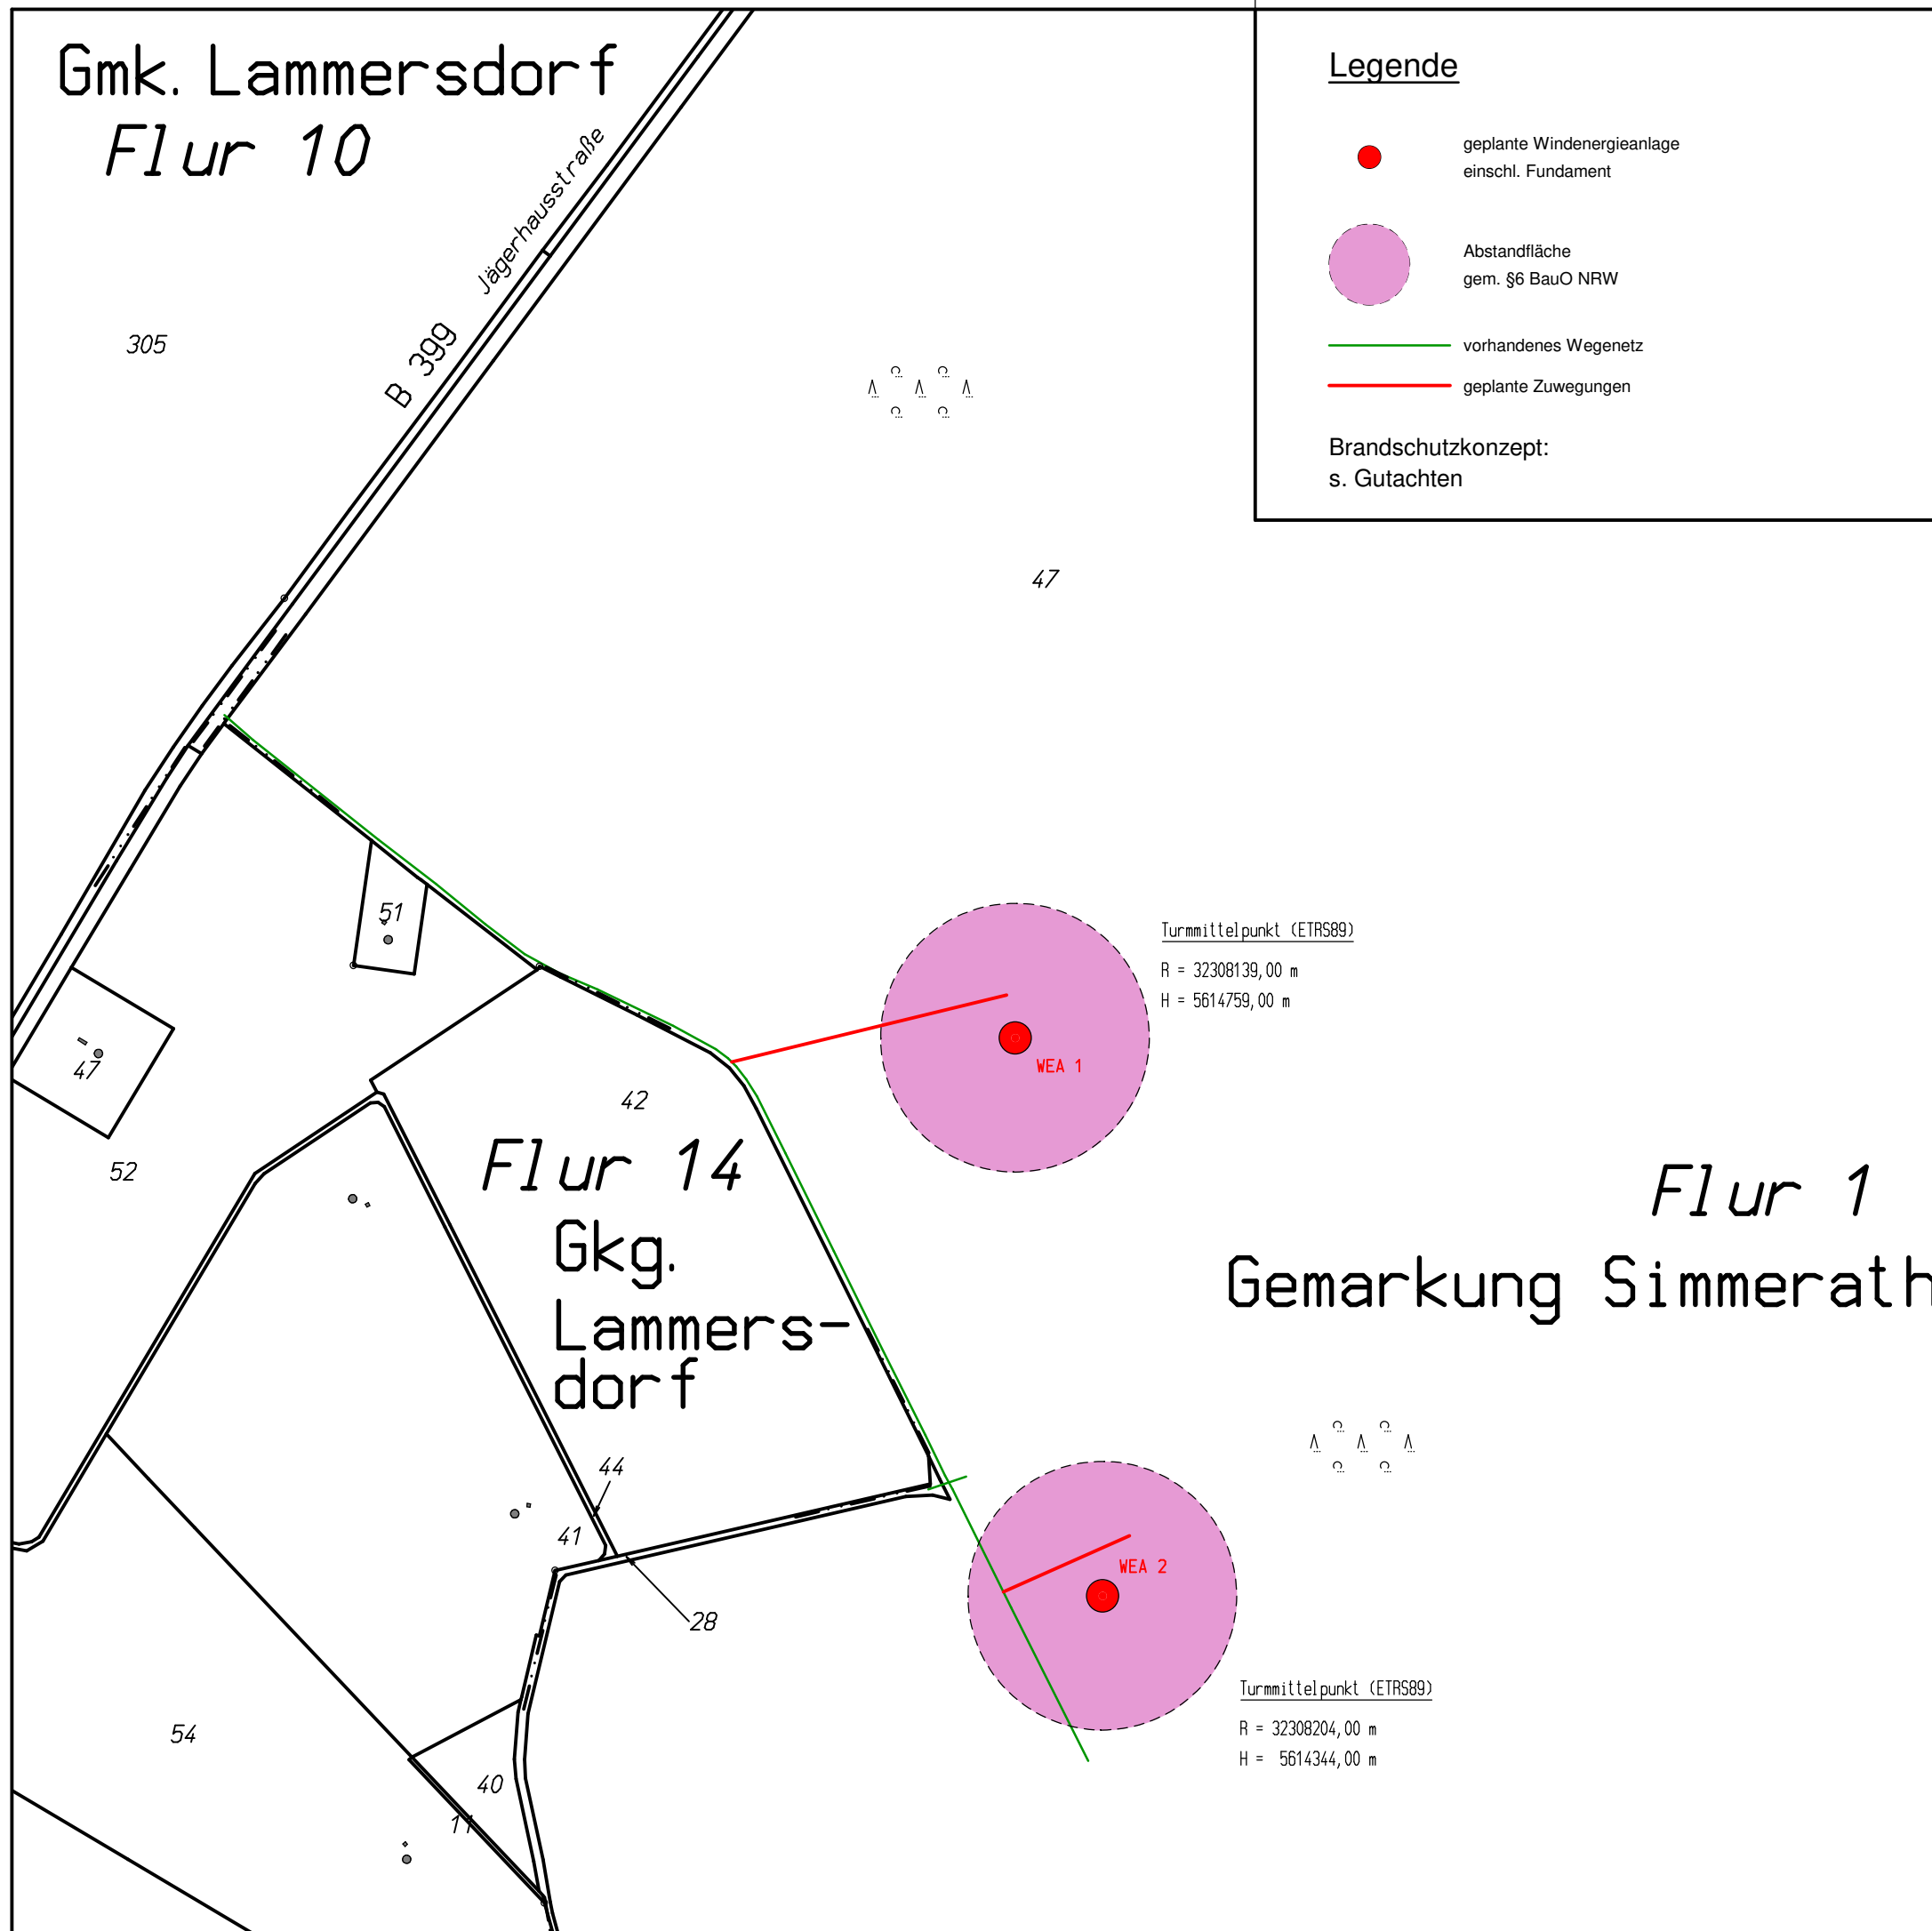 Gmk. Lammersdorf
Flur 10
Jägerhausstraße
B 399
305
Legende
geplante Windenergieanlage
einschl. Fundament
Abstandfläche
gem. §6 BauO NRW
vorhandenes Wegenetz
geplante Zuwegungen
Brandschutzkonzept:
s. Gutachten
47
51
47
52
42
Turmmittelpunkt (ETRS89)
R = 32308139,00 m
H = 5614759,00 m
WEA 1
Flur 14
Gkg.
Lammers-
dorf
Flur 1
Gemarkung Simmerath
44
41
28
WEA 2
Turmmittelpunkt (ETRS89)
R = 32308204,00 m
H = 5614344,00 m
54
40
11